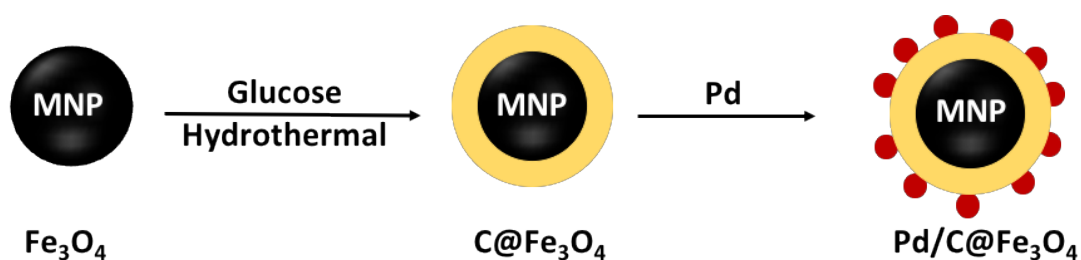 MNP
Glucose
Hydrothermal
MNP
Pd
MNP
Fe₃O₄
C@Fe₃O₄
Pd/C@Fe₃O₄